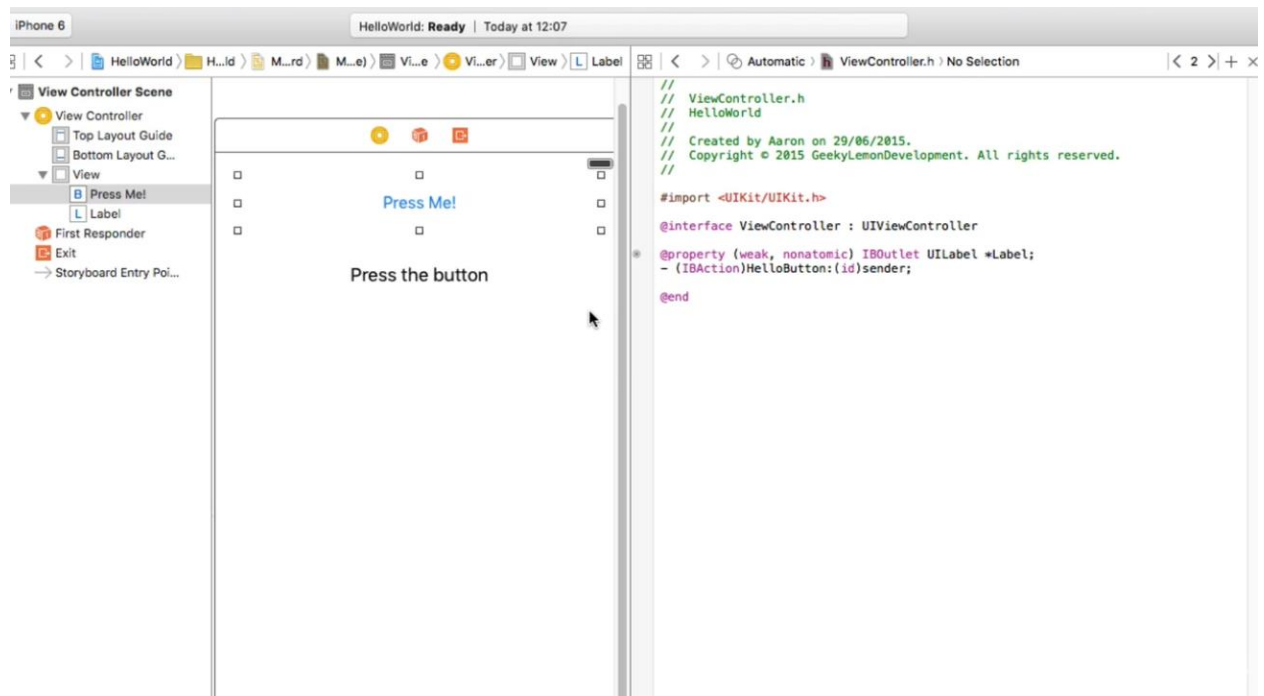 iPhone 6
HelloWorld: Ready | Today at 12:07
HelloWorld H...ld M...rd M...e) Vi...e Vi...er View L Label
Automatic ViewController.h No Selection
2
View Controller Scene
View Controller
Top Layout Guide
Bottom Layout G...
View
B Press Me!
L Label
First Responder
Exit
Storyboard Entry Poi...
Press Me!
Press the button
//
// ViewController.h
// HelloWorld
//
// Created by Aaron on 29/06/2015.
// Copyright © 2015 GeekyLemonDevelopment. All rights reserved.
//
#import <UIKit/UIKit.h>
@interface ViewController : UIViewController
@property (weak, nonatomic) IBOutlet UILabel *Label;
- (IBAction)HelloButton:(id)sender;
@end